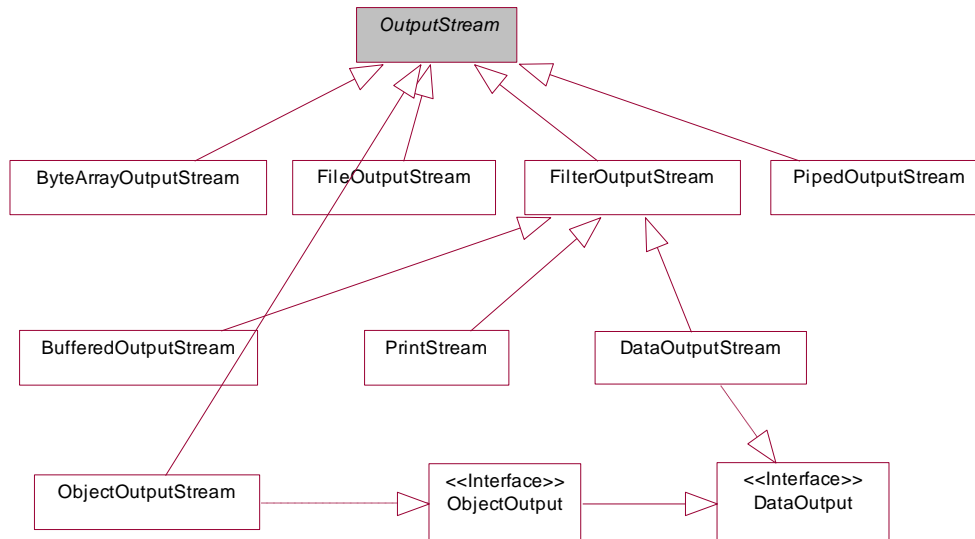 OutputStream
ByteArrayOutputStream
FileOutputStream
FilterOutputStream
PipedOutputStream
BufferedOutputStream
PrintStream
DataOutputStream
ObjectOutputStream
<<Interface>>
ObjectOutput
<<Interface>>
DataOutput